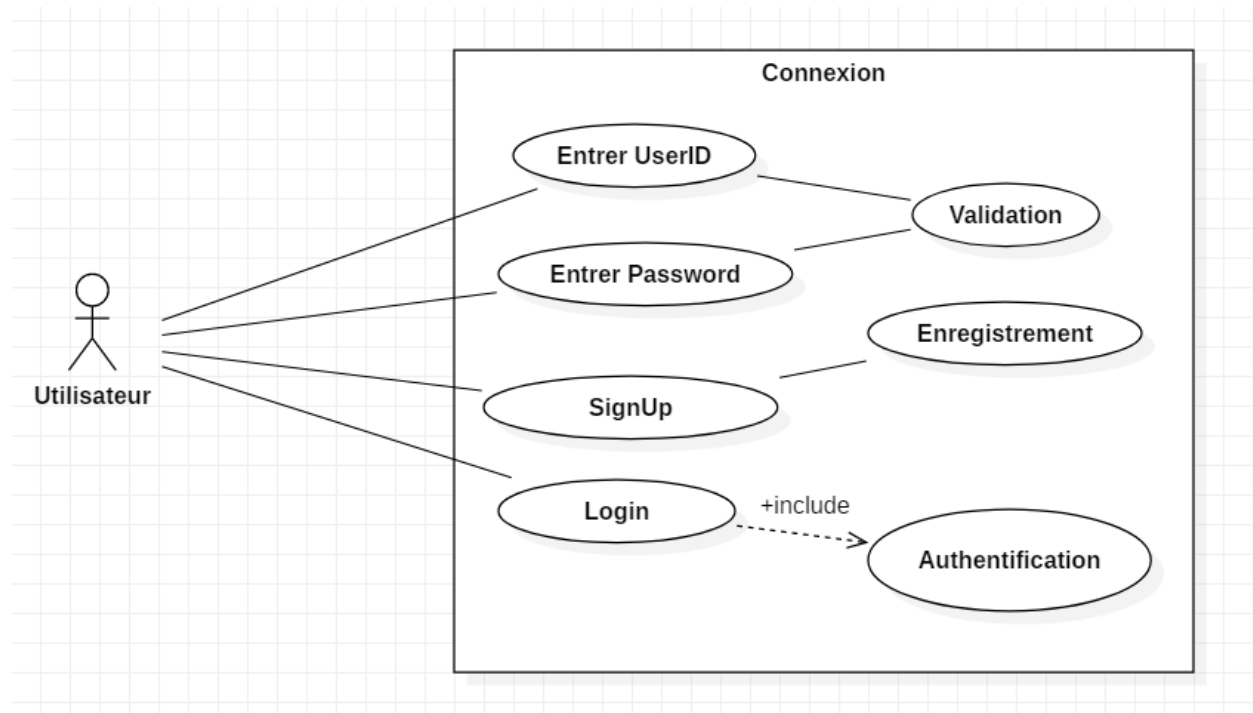 Connexion
Entrer UserID
Validation
Entrer Password
Enregistrement
Utilisateur
SignUp
Login
+include
Authentification